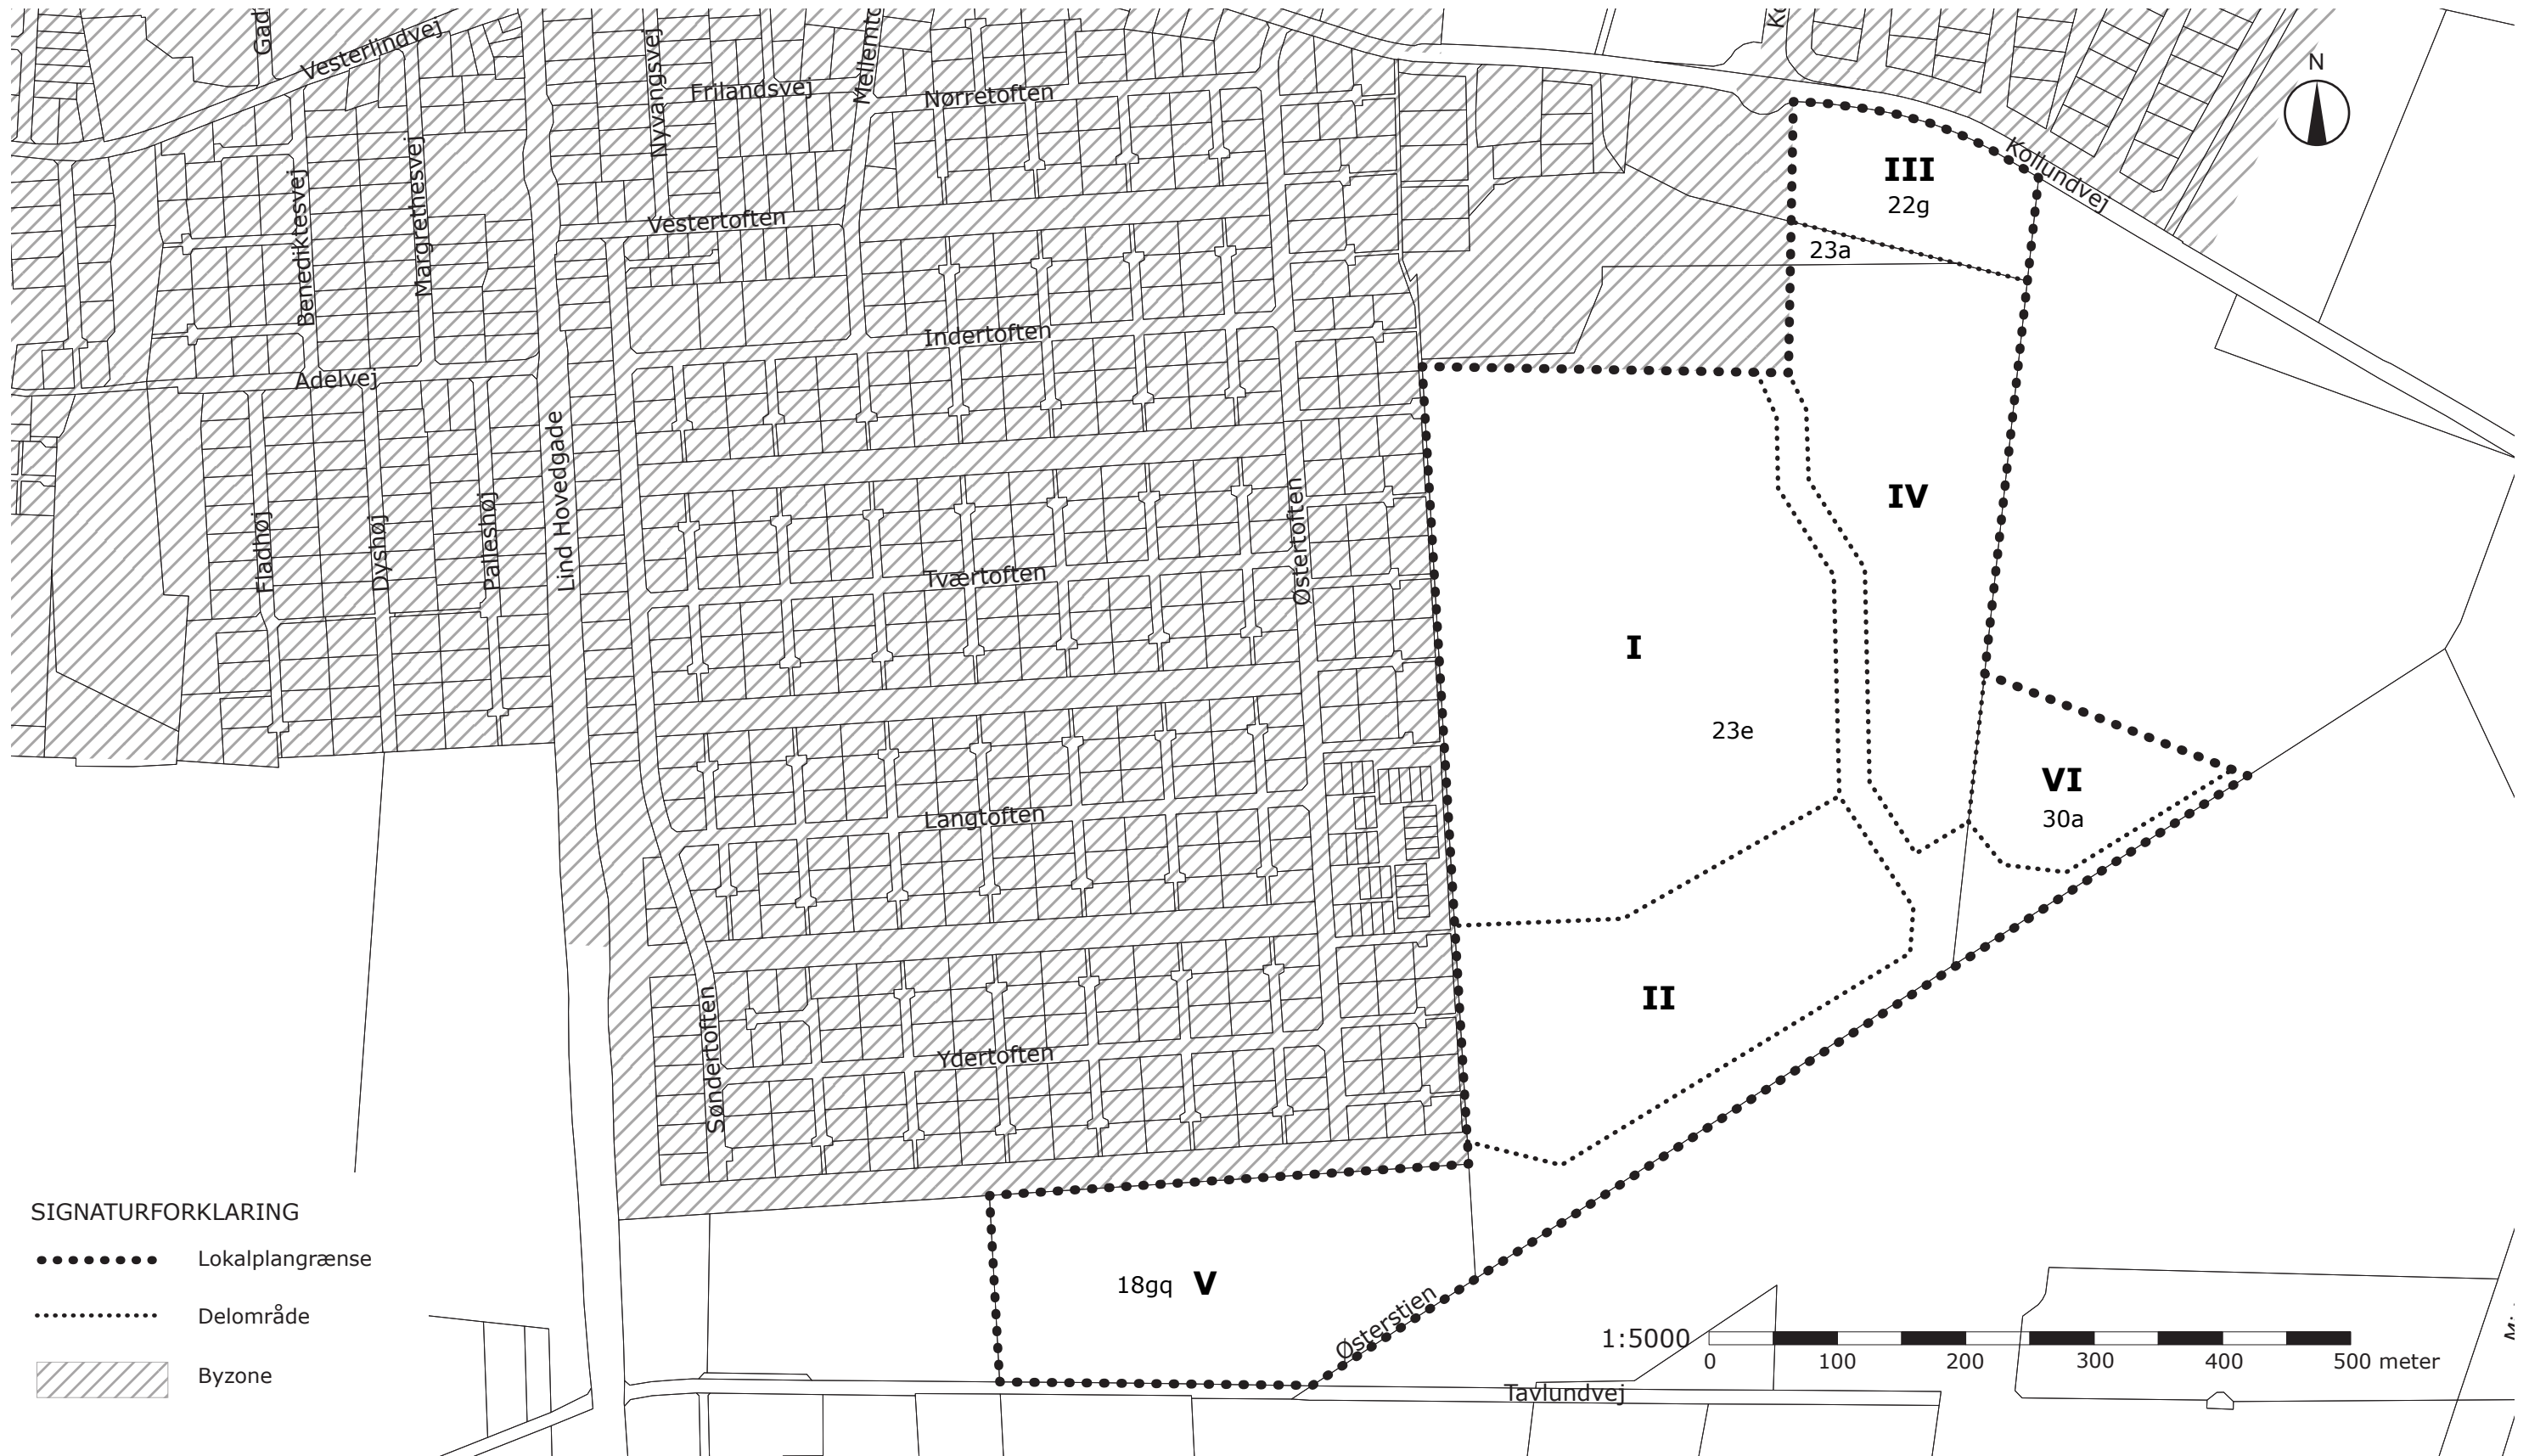 Vesterlindvej
Frilandsvej
Nyvangsvej
Nørretoften
N
Kollundvej
III
22g
23a
Benediktesvej
Margrethesvej
Vestertoften
Indertoften
Adelvej
Lind Hovedgade
Fladhøj
Dyshøj
Paleshøj
Østertoften
Tværtoften
IV
I
23e
VI
30a
Langtoften
II
Søndertoften
Ydertoften
SIGNATURFORKLARING
Lokalplangrænse
Delområde
Byzone
18gq V
Østerstien
1:5000
0 100 200 300 400 500 meter
Tavlundvej